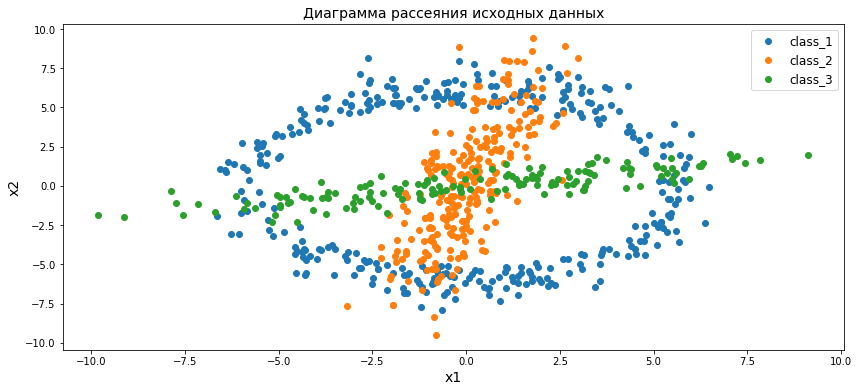 Диаграмма рассеяния исходных данных
10.0
7.5
5.0
2.5
0.0
−2.5
−5.0
−7.5
−10.0
x2
class_1
class_2
class_3
−10.0 −7.5 −5.0 −2.5 0.0 2.5 5.0 7.5 10.0
x1